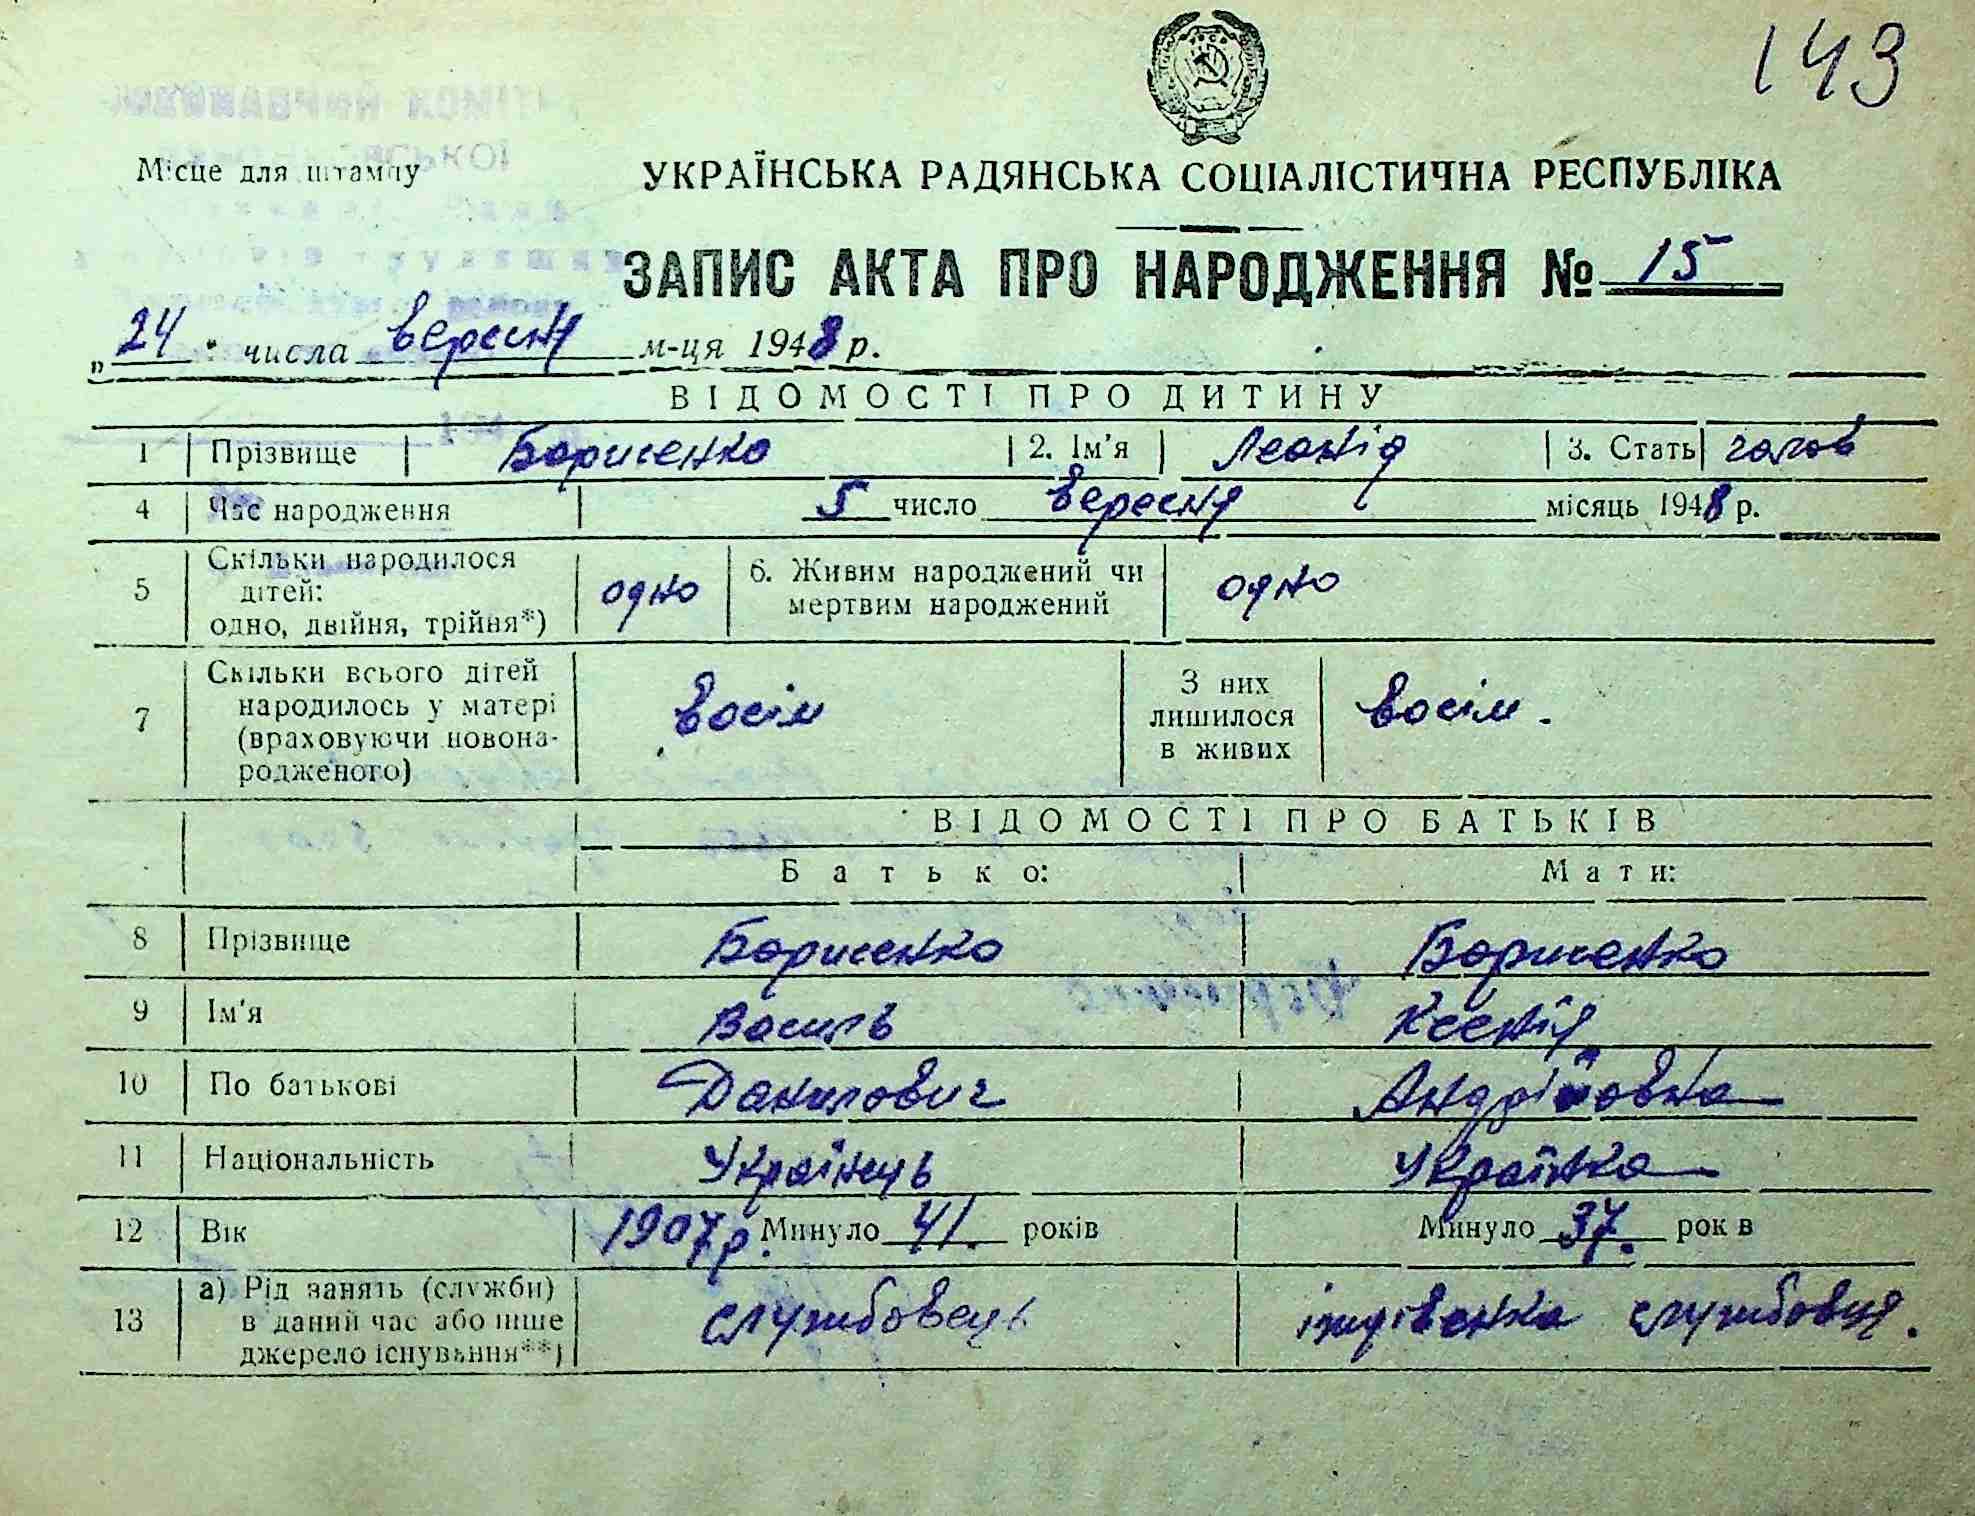 143
Місце для штампу
УКРАЇНСЬКА РАДЯНСЬКА СОЦІАЛІСТИЧНА РЕСПУБЛІКА
ЗАПИС АКТА ПРО НАРОДЖЕННЯ № 15
„ 24 " числа вересня м-ця 1948 р.
ВІДОМОСТІ ПРО ДИТИНУ
1 Прізвище Борисенко 2. Ім'я Леонід 3. Стать чолов
4 Час народження 5 число вересня місяць 1948 р.
5 Скільки народилося дітей: одно, двійня, трійня*) одно 6. Живим народжений чи мертвим народжений одно
7 Скільки всього дітей народилось у матері (враховуючи новонародженого) восім З них лишилося в живих восім.
ВІДОМОСТІ ПРО БАТЬКІВ
Батько: Мати:
8 Прізвище Борисенко Борисенко
9 Ім'я Василь Ксенія
10 По батькові Данилович Андріївна
11 Національність Українець Українка
12 Вік 1907 р. Минуло 41. років Минуло 37. років
13 а) Рід занять (служби) в даний час або інше джерело існування**) службовець іждівенка службовця.